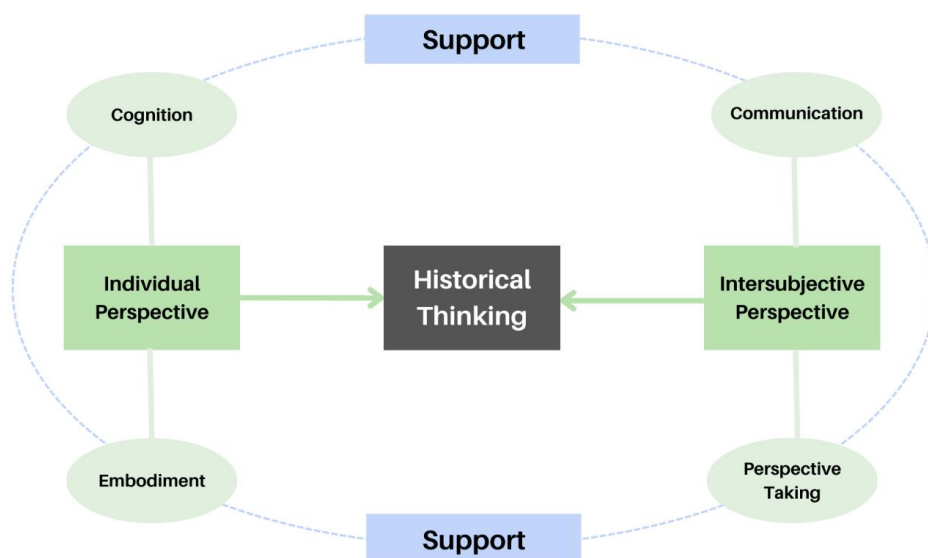 Support
Cognition
Communication
Individual
Perspective
Historical
Thinking
Intersubjective
Perspective
Embodiment
Perspective
Taking
Support